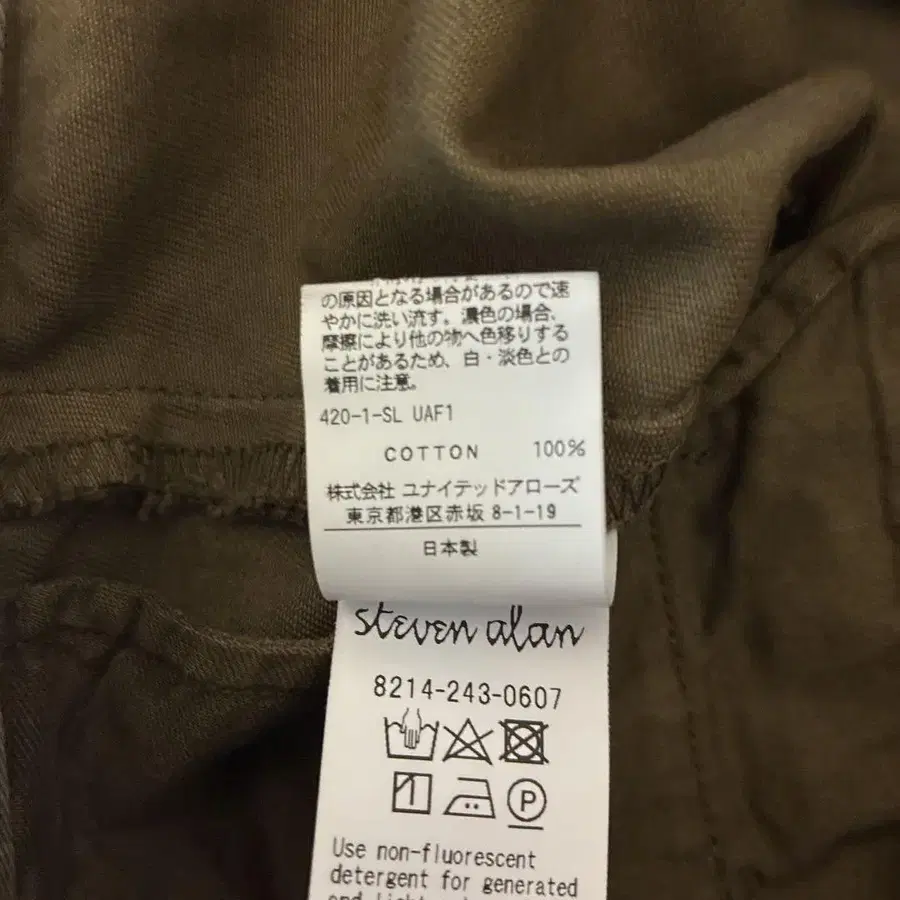 の原因となる場合があるので速
やかに洗い流す。濃色の場合、
摩擦により他の物へ色移りする
ことがあるため、白・淡色との
着用に注意。
420-1-SL UAF1
COTTON 100%
株式会社 ユナイテッドアローズ
東京都港区赤坂 8-1-19
日本製
steven alan
8214-243-0607
P
Use non-fluorescent
detergent for generated